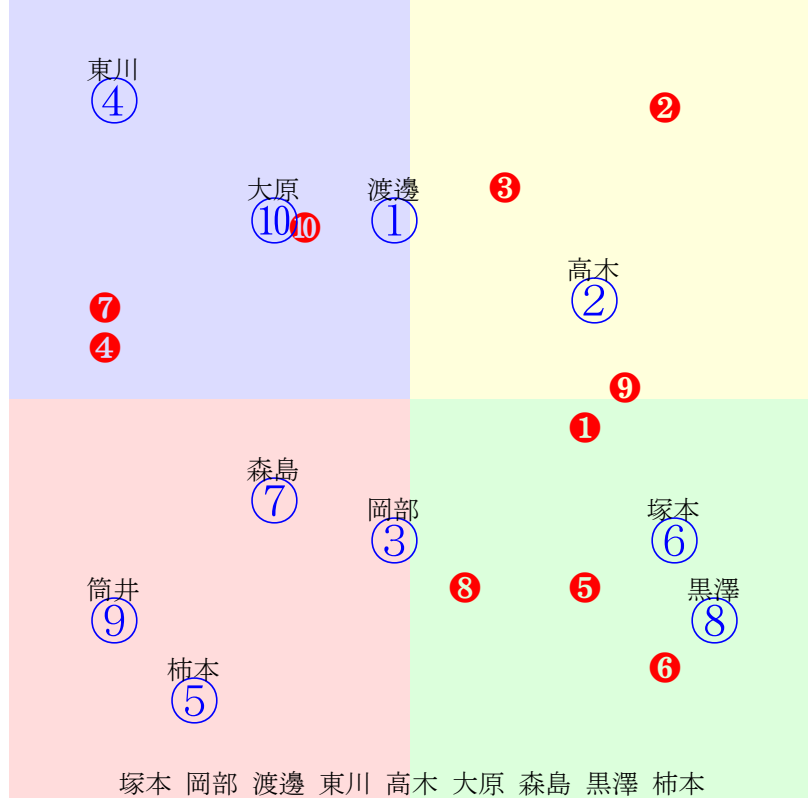 東川
④
❷
大原
渡邊
❸
⑩
❿
①
高木
②
❼
❹
❾
❶
森島
⑦
岡部
塚本
③
⑥
筒井
❽
❺
黒澤
⑨
⑧
柿本
❻
⑤
塚本 岡部 渡邊 東川 高木 大原 森島 黒澤 柿本